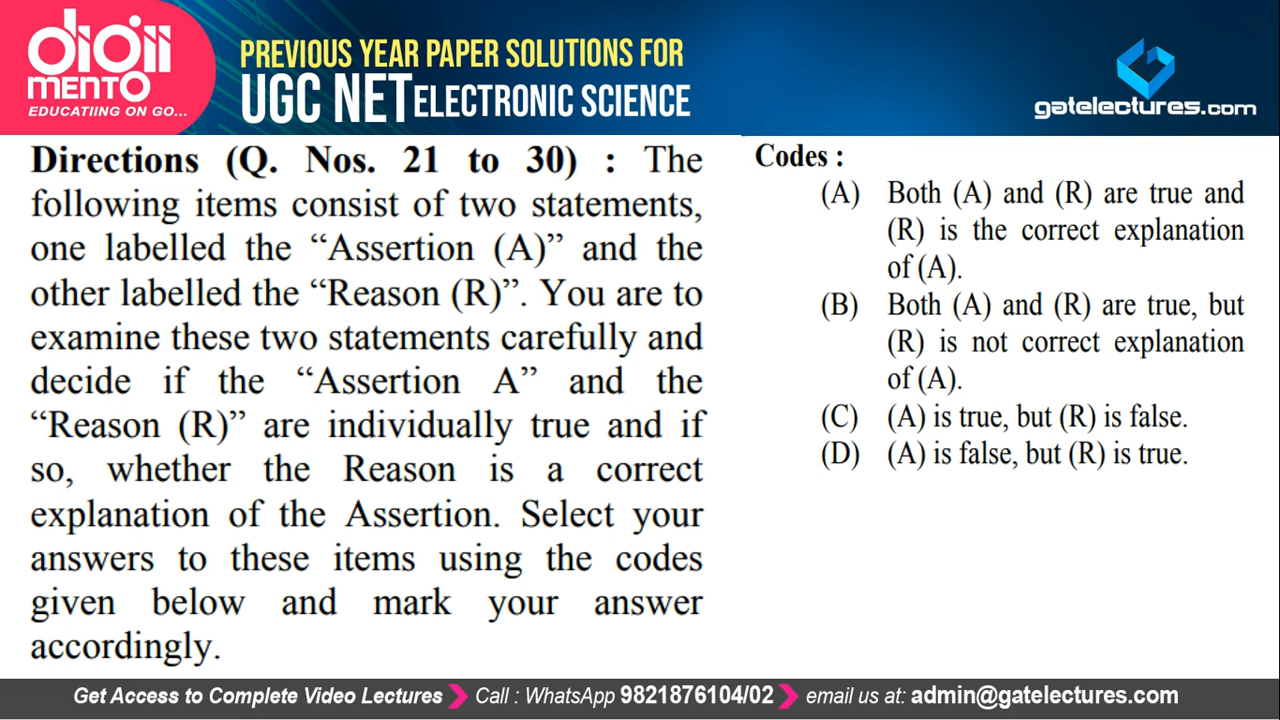 dioii
MENTO
EDUCATIING ON GO...
PREVIOUS YEAR PAPER SOLUTIONS FOR
UGC NET ELECTRONIC SCIENCE
gatelectures.com
Directions (Q. Nos. 21 to 30) : The
following items consist of two statements,
one labelled the “Assertion (A)” and the
other labelled the “Reason (R)”. You are to
examine these two statements carefully and
decide if the “Assertion A” and the
“Reason (R)” are individually true and if
so, whether the Reason is a correct
explanation of the Assertion. Select your
answers to these items using the codes
given below and mark your answer
accordingly.
Codes :
(A) Both (A) and (R) are true and
(R) is the correct explanation
of (A).
(B) Both (A) and (R) are true, but
(R) is not correct explanation
of (A).
(C) (A) is true, but (R) is false.
(D) (A) is false, but (R) is true.
Get Access to Complete Video Lectures Call : WhatsApp 9821876104/02 email us at: admin@gatelectures.com